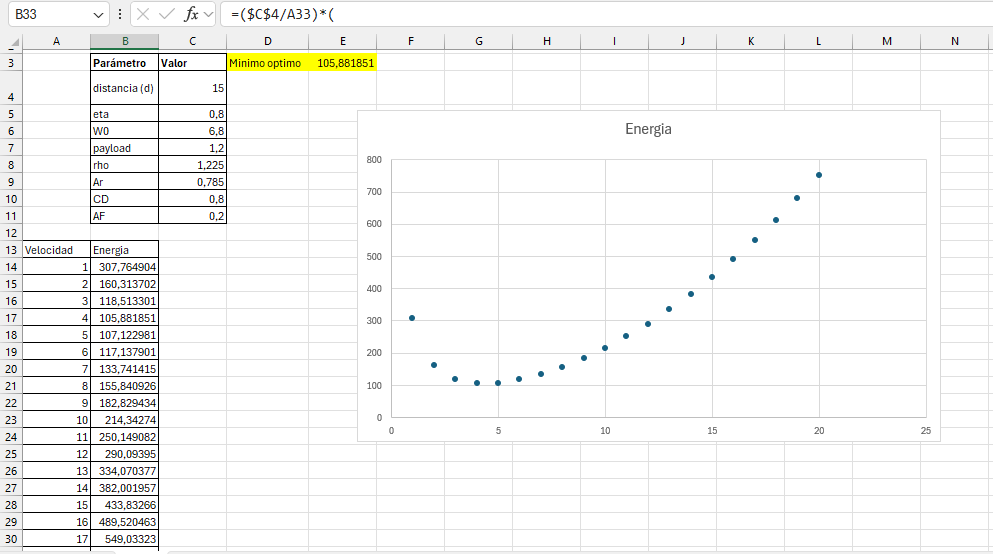 B33 fx =($C$4/A33)*(
A B C D E F G H I J K L M N
3 Parámetro Valor Minimo optimo 105,881851
4 distancia (d) 15
5 eta 0,8
6 W0 6,8
7 payload 1,2
8 rho 1,225
9 Ar 0,785
10 CD 0,8
11 AF 0,2
12
13 Velocidad Energia
14 1 307,764904
15 2 160,313702
16 3 118,513301
17 4 105,881851
18 5 107,122981
19 6 117,137901
20 7 133,741415
21 8 155,840926
22 9 182,829434
23 10 214,34274
24 11 250,149082
25 12 290,09395
26 13 334,070377
27 14 382,001957
28 15 433,83266
29 16 489,520463
30 17 549,03323
Energia
800
700
600
500
400
300
200
100
0
0 5 10 15 20 25